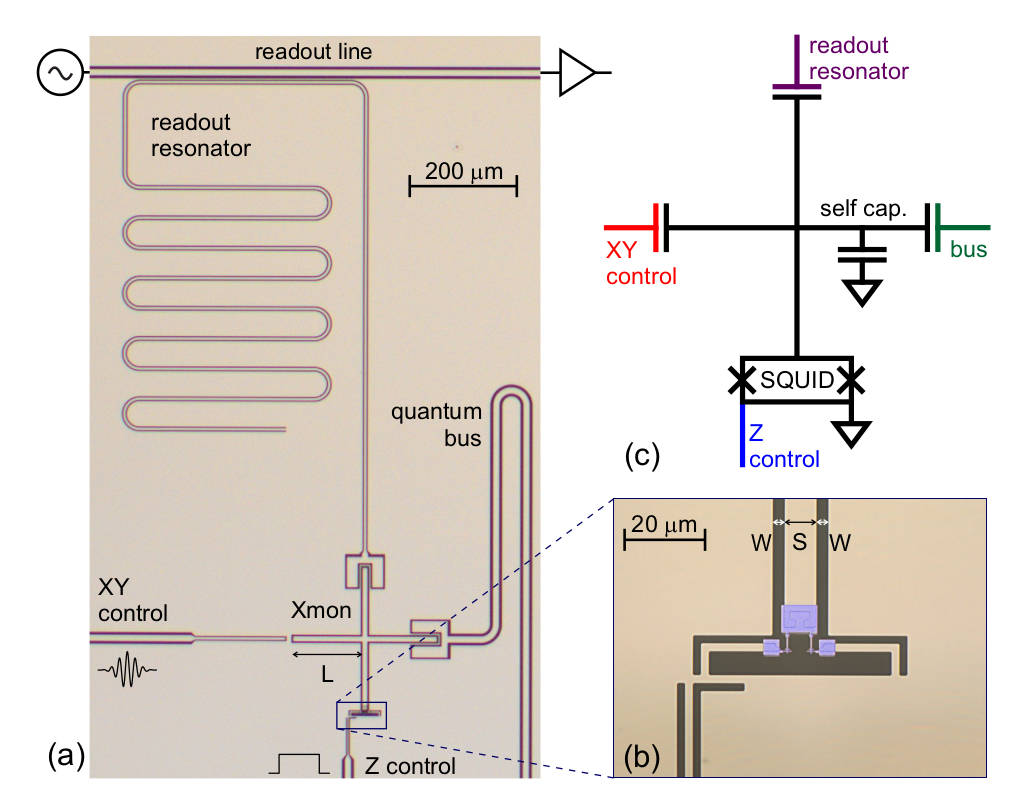 readout line
readout
resonator
200 μm
quantum
bus
XY
control
Xmon
L
Z control
(a)
readout
resonator
self cap.
XY
control
bus
SQUID
Z
control
(c)
20 μm
W S W
(b)